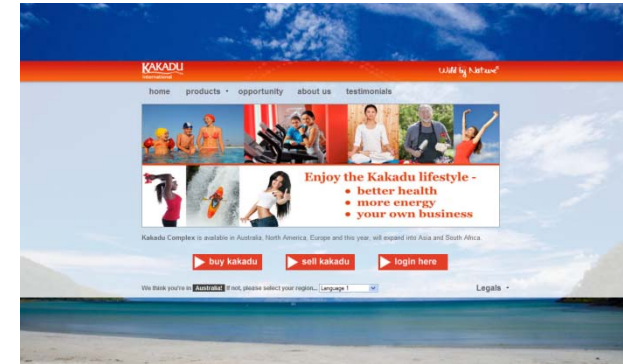 KAKADU
international
Wild by Nature®
home products opportunity about us testimonials
Enjoy the Kakadu lifestyle -
• better health
• more energy
• your own business
Kakadu Complex is available in Australia, North America, Europe and this year, will expand into Asia and South Africa.
buy kakadu sell kakadu login here
We think you're in Australia! If not, please select your region... Language 1
Legals